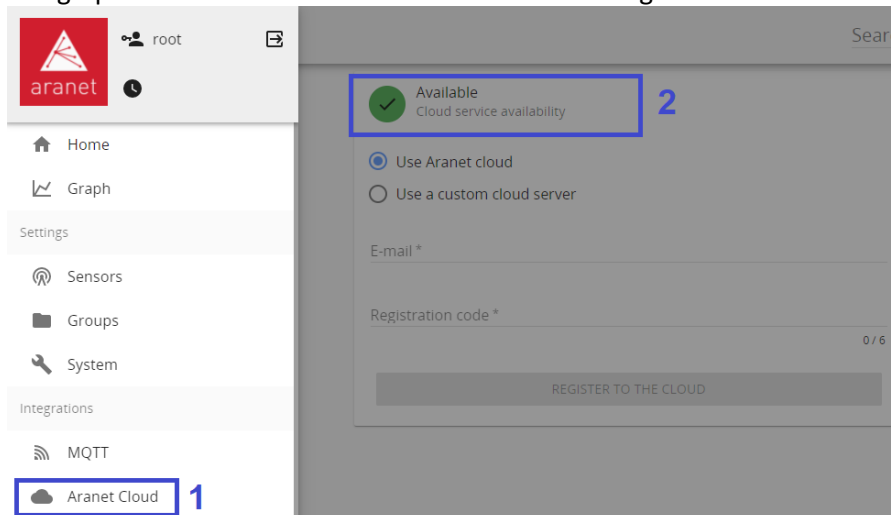 root
aranet
Home
Graph
Settings
Sensors
Groups
System
Integrations
MQTT
Aranet Cloud
1
Sear
Available
Cloud service availability
2
Use Aranet cloud
Use a custom cloud server
E-mail *
Registration code *
0 / 6
REGISTER TO THE CLOUD